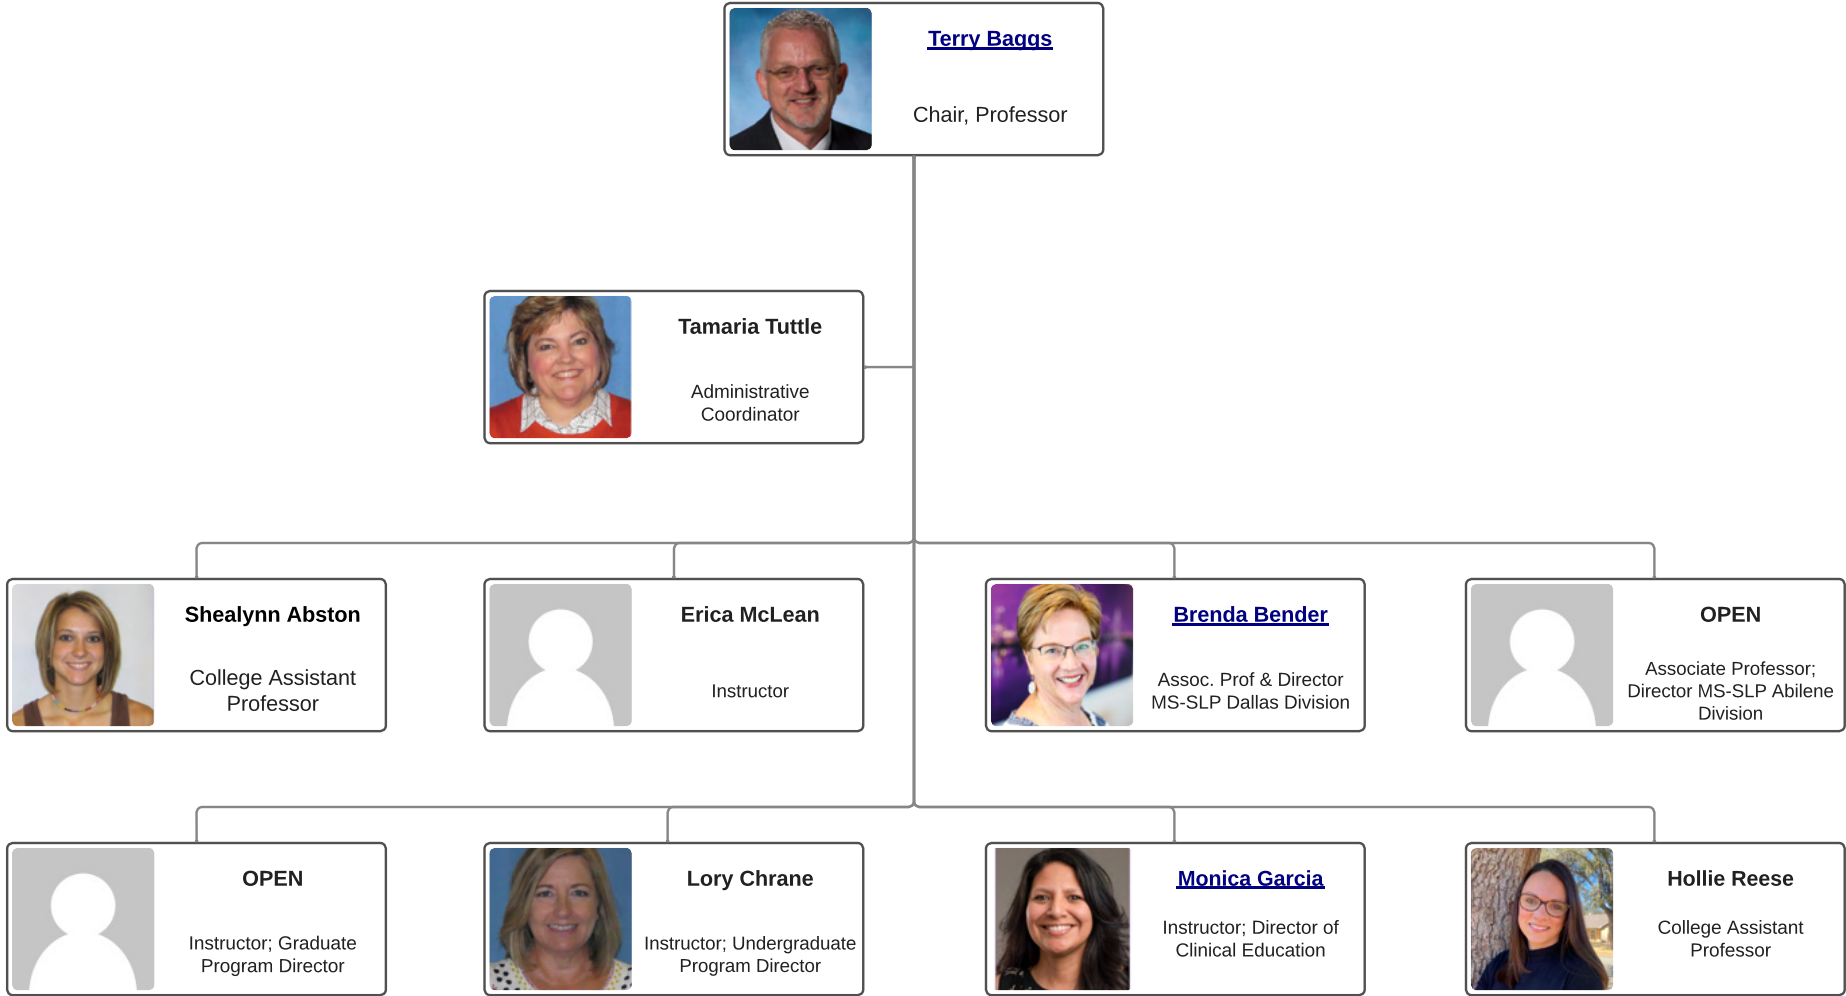 Terry Baggs
Chair, Professor
Tamaria Tuttle
Administrative
Coordinator
Shealynn Abston
College Assistant
Professor
Erica McLean
Instructor
Brenda Bender
Assoc. Prof & Director
MS-SLP Dallas Division
OPEN
Associate Professor;
Director MS-SLP Abilene
Division
OPEN
Instructor; Graduate
Program Director
Lory Chrane
Instructor; Undergraduate
Program Director
Monica Garcia
Instructor; Director of
Clinical Education
Hollie Reese
College Assistant
Professor